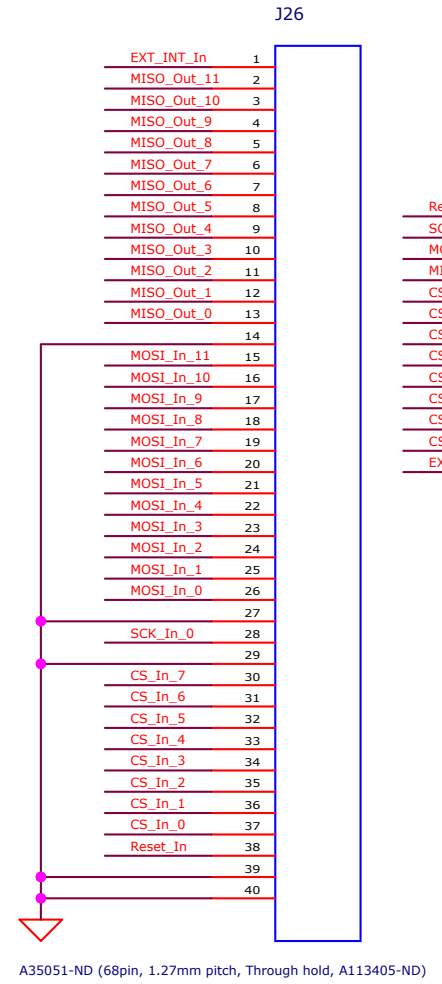 J26
EXT_INT_In 1
MISO_Out_11 2
MISO_Out_10 3
MISO_Out_9 4
MISO_Out_8 5
MISO_Out_7 6
MISO_Out_6 7
MISO_Out_5 8
MISO_Out_4 9
MISO_Out_3 10
MISO_Out_2 11
MISO_Out_1 12
MISO_Out_0 13
14
MOSI_In_11 15
MOSI_In_10 16
MOSI_In_9 17
MOSI_In_8 18
MOSI_In_7 19
MOSI_In_6 20
MOSI_In_5 21
MOSI_In_4 22
MOSI_In_3 23
MOSI_In_2 24
MOSI_In_1 25
MOSI_In_0 26
27
SCK_In_0 28
29
CS_In_7 30
CS_In_6 31
CS_In_5 32
CS_In_4 33
CS_In_3 34
CS_In_2 35
CS_In_1 36
CS_In_0 37
Reset_In 38
39
40
A35051-ND (68pin, 1.27mm pitch, Through hold, A113405-ND)